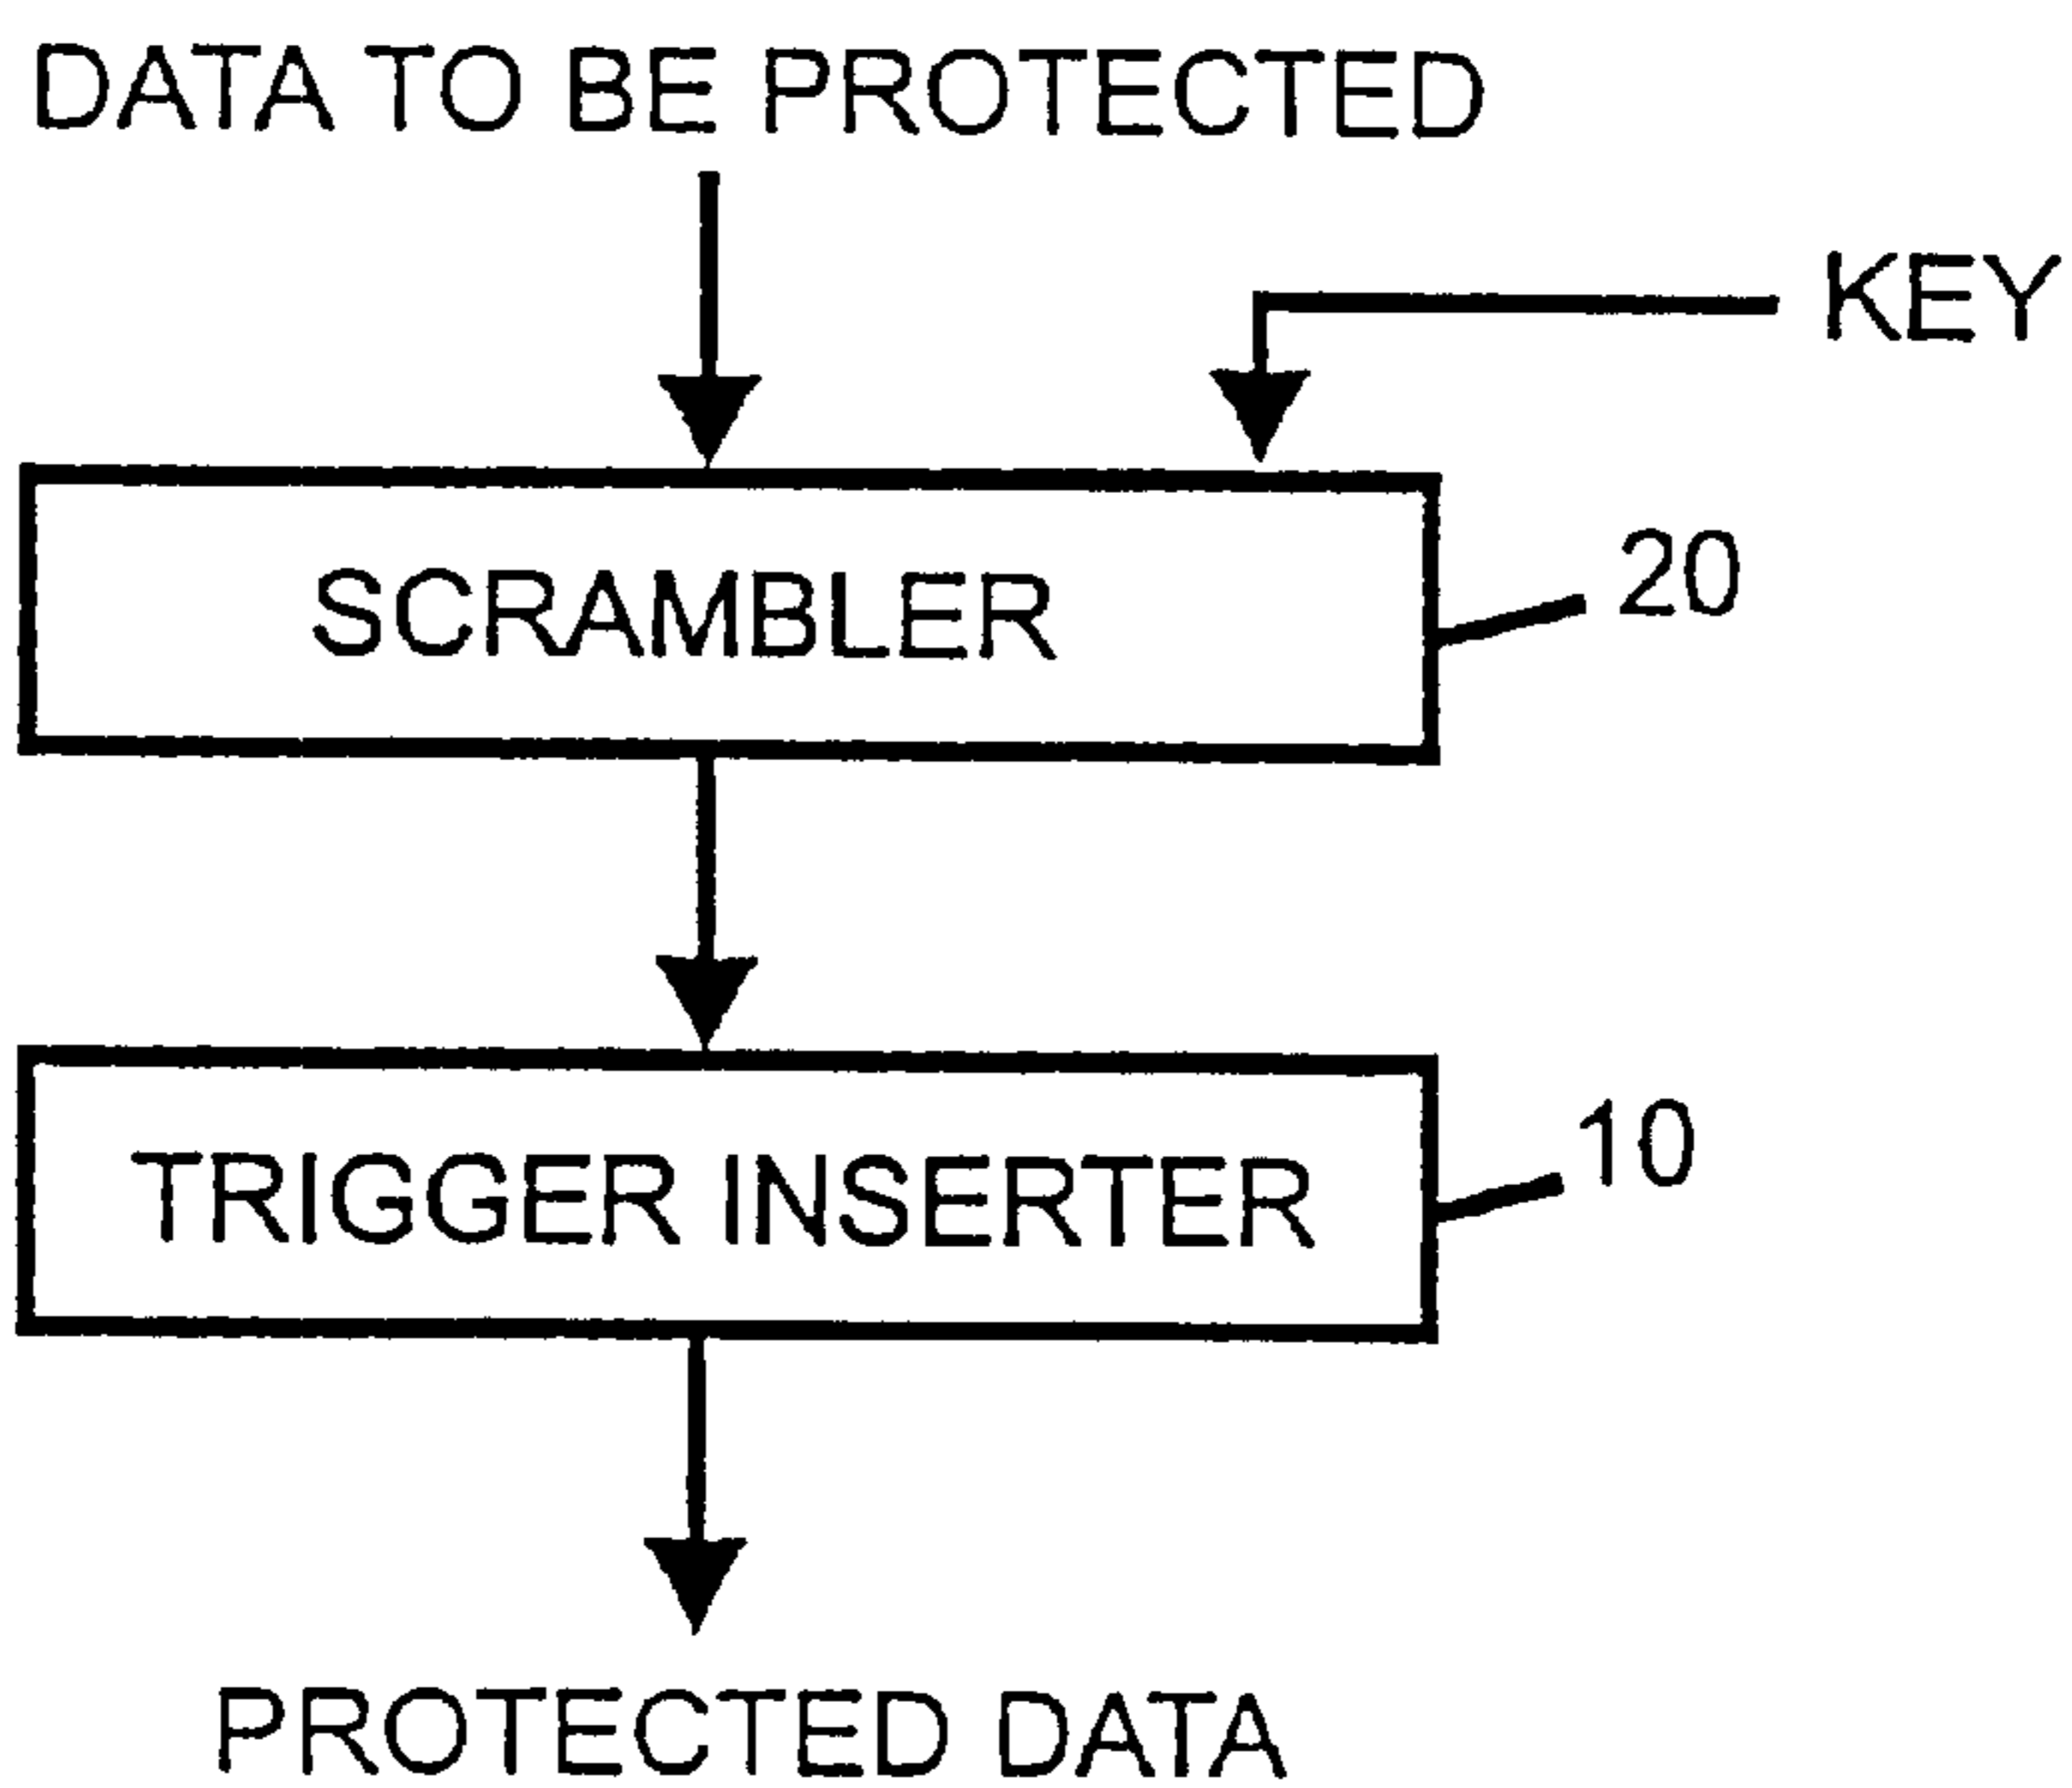 DATA TO BE PROTECTED
KEY
SCRAMBLER
20
TRIGGER INSERTER
10
PROTECTED DATA